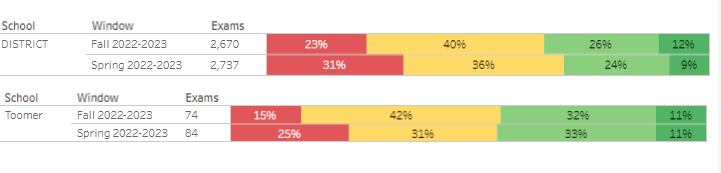 School Window Exams
DISTRICT Fall 2022-2023 2,670 23% 40% 26% 12%
Spring 2022-2023 2,737 31% 36% 24% 9%
School Window Exams
Toomer Fall 2022-2023 74 15% 42% 32% 11%
Spring 2022-2023 84 25% 31% 33% 11%